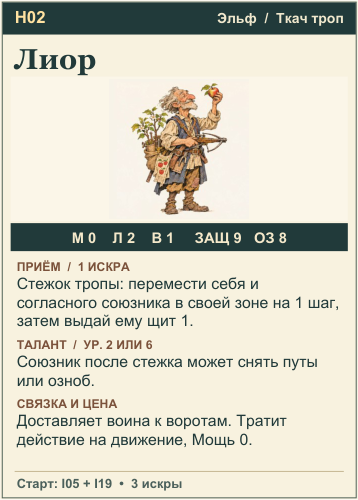 H02
Эльф / Ткач троп
Лиор
М 0 Л 2 В 1 ЗАЩ 9 ОЗ 8
ПРИЁМ / 1 ИСКРА
Стежок тропы: перемести себя и
согласного союзника в своей зоне на 1 шаг,
затем выдай ему щит 1.
ТАЛАНТ / УР. 2 ИЛИ 6
Союзник после стежка может снять путы
или озноб.
СВЯЗКА И ЦЕНА
Доставляет воина к воротам. Тратит
действие на движение, Мощь 0.
Старт: I05 + I19 • 3 искры